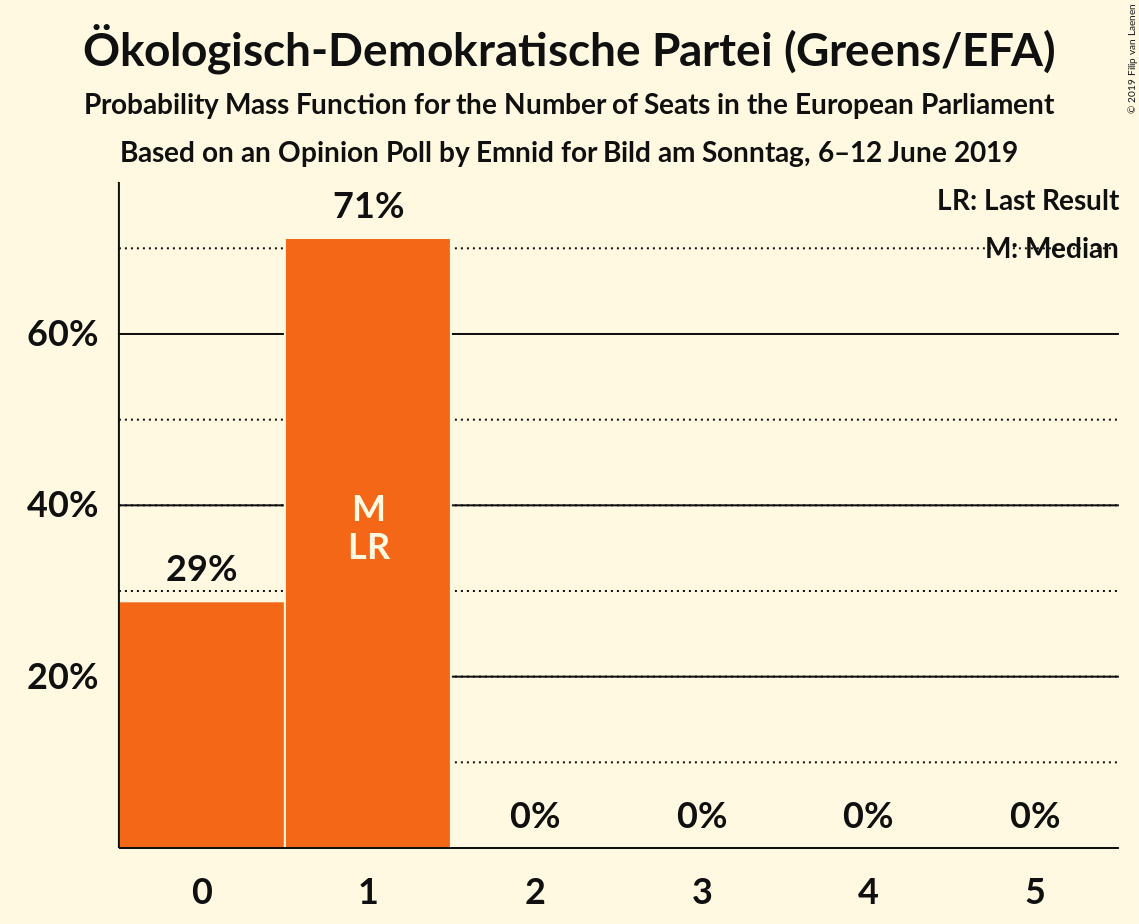 Ökologisch-Demokratische Partei (Greens/EFA)
Probability Mass Function for the Number of Seats in the European Parliament
Based on an Opinion Poll by Emnid for Bild am Sonntag, 6–12 June 2019
© 2019 Filip van Laenen
LR: Last Result
M: Median
71%
60%
40%
M
LR
29%
20%
0% 0% 0% 0%
0 1 2 3 4 5